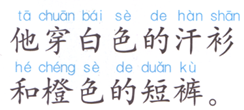 tā chuān bái sè de hàn shān
他穿白色的汗衫
hé chéng sè de duǎn kù
和橙色的短裤。